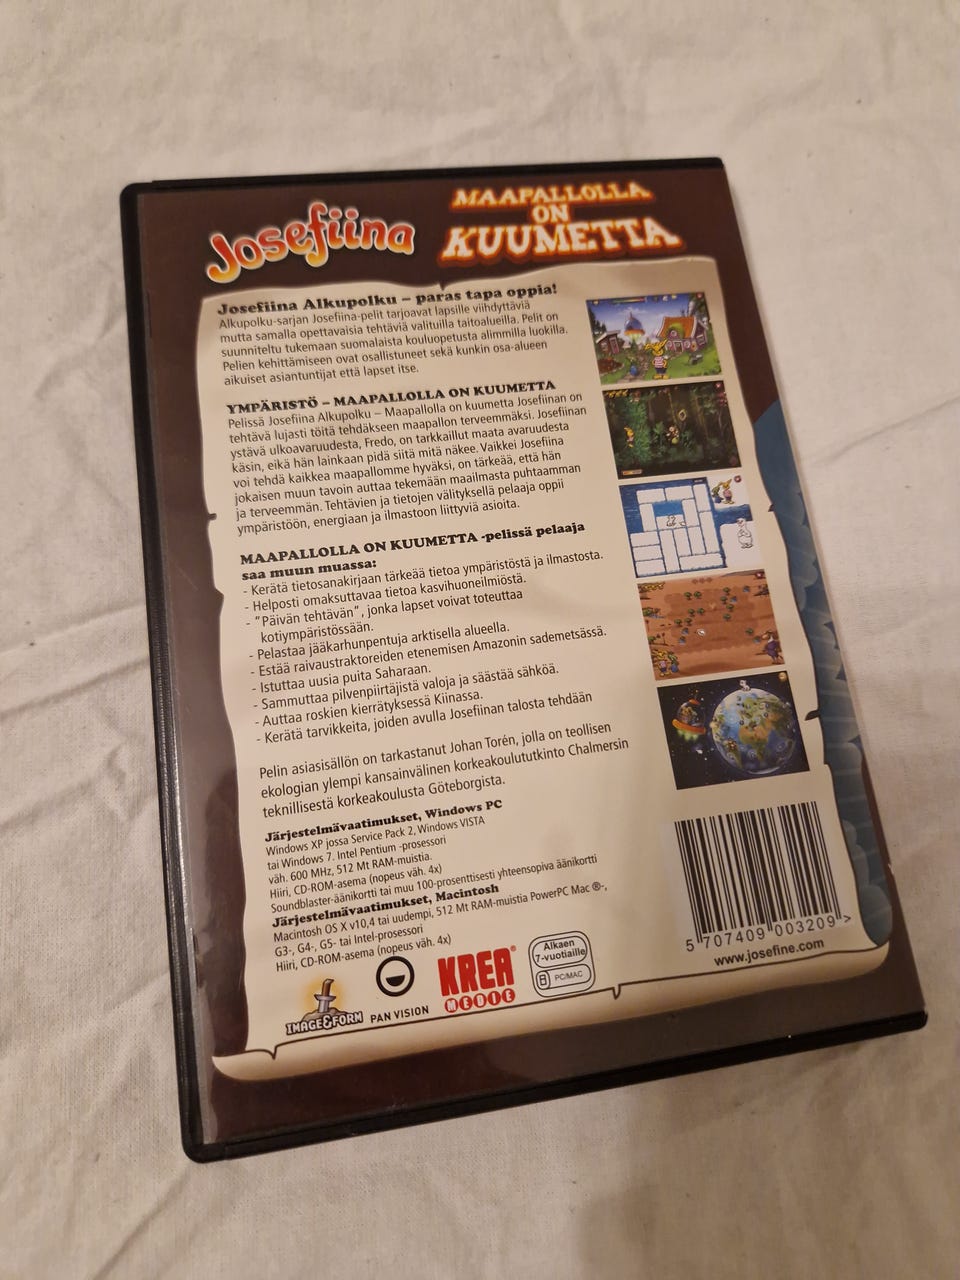 Josefiina
MAAPALLOLLA
ON
KUUMETTA
Josefiina Alkupolku – paras tapa oppia!
Alkupolku-sarjan Josefiina-pelit tarjoavat lapsille viihdyttäviä
mutta samalla opettavaisia tehtäviä valituilla taitoalueilla. Pelit on
suunniteltu tukemaan suomalaista kouluopetusta alimmilla luokilla.
Pelien kehittämiseen ovat osallistuneet sekä kunkin osa-alueen
aikuiset asiantuntijat että lapset itse.
YMPÄRISTÖ – MAAPALLOLLA ON KUUMETTA
Pelissä Josefiina Alkupolku – Maapallolla on kuumetta Josefiinan on
tehtävä lujasti töitä tehdäkseen maapallon terveemmäksi. Josefiinan
ystävä ulkoavaruudesta, Fredo, on tarkkaillut maata avaruudesta
käsin, eikä hän lainkaan pidä siitä mitä näkee. Vaikkei Josefiina
voi tehdä kaikkea maapallomme hyväksi, on tärkeää, että hän
jokaisen muun tavoin auttaa tekemään maailmasta puhtaamman
ja terveemmän. Tehtävien ja tietojen välityksellä pelaaja oppii
ympäristöön, energiaan ja ilmastoon liittyviä asioita.
MAAPALLOLLA ON KUUMETTA -pelissä pelaaja
saa muun muassa:
- Kerätä tietosanakirjaan tärkeää tietoa ympäristöstä ja ilmastosta.
- Helposti omaksuttavaa tietoa kasvihuoneilmiöstä.
- "Päivän tehtävän", jonka lapset voivat toteuttaa
kotiympäristössään.
- Pelastaa jääkarhunpentuja arktisella alueella.
- Estää raivaustraktoreiden etenemisen Amazonin sademetsässä.
- Istuttaa uusia puita Saharaan.
- Sammuttaa pilvenpiirtäjistä valoja ja säästää sähköä.
- Auttaa roskien kierrätyksessä Kiinassa.
- Kerätä tarvikkeita, joiden avulla Josefiinan talosta tehdään
Pelin asiasisällön on tarkastanut Johan Torén, jolla on teollisen
ekologian ylempi kansainvälinen korkeakoulututkinto Chalmersin
teknillisestä korkeakoulusta Göteborgista.
Järjestelmävaatimukset, Windows PC
Windows XP jossa Service Pack 2, Windows VISTA
tai Windows 7. Intel Pentium -prosessori
väh. 600 MHz, 512 Mt RAM-muistia.
Hiiri, CD-ROM-asema (nopeus väh. 4x)
Soundblaster-äänikortti tai muu 100-prosenttisesti yhteensopiva äänikortti
Järjestelmävaatimukset, Macintosh
Macintosh OS X v10,4 tai uudempi, 512 Mt RAM-muistia PowerPC Mac ®-,
G3-, G4-, G5- tai Intel-prosessori
Hiiri, CD-ROM-asema (nopeus väh. 4x)
IMAGE&FORM
PAN VISION
KREA®
MEDIE
Alkaen
7-vuotiaille
PC/MAC
5 707409 003209 >
www.josefine.com